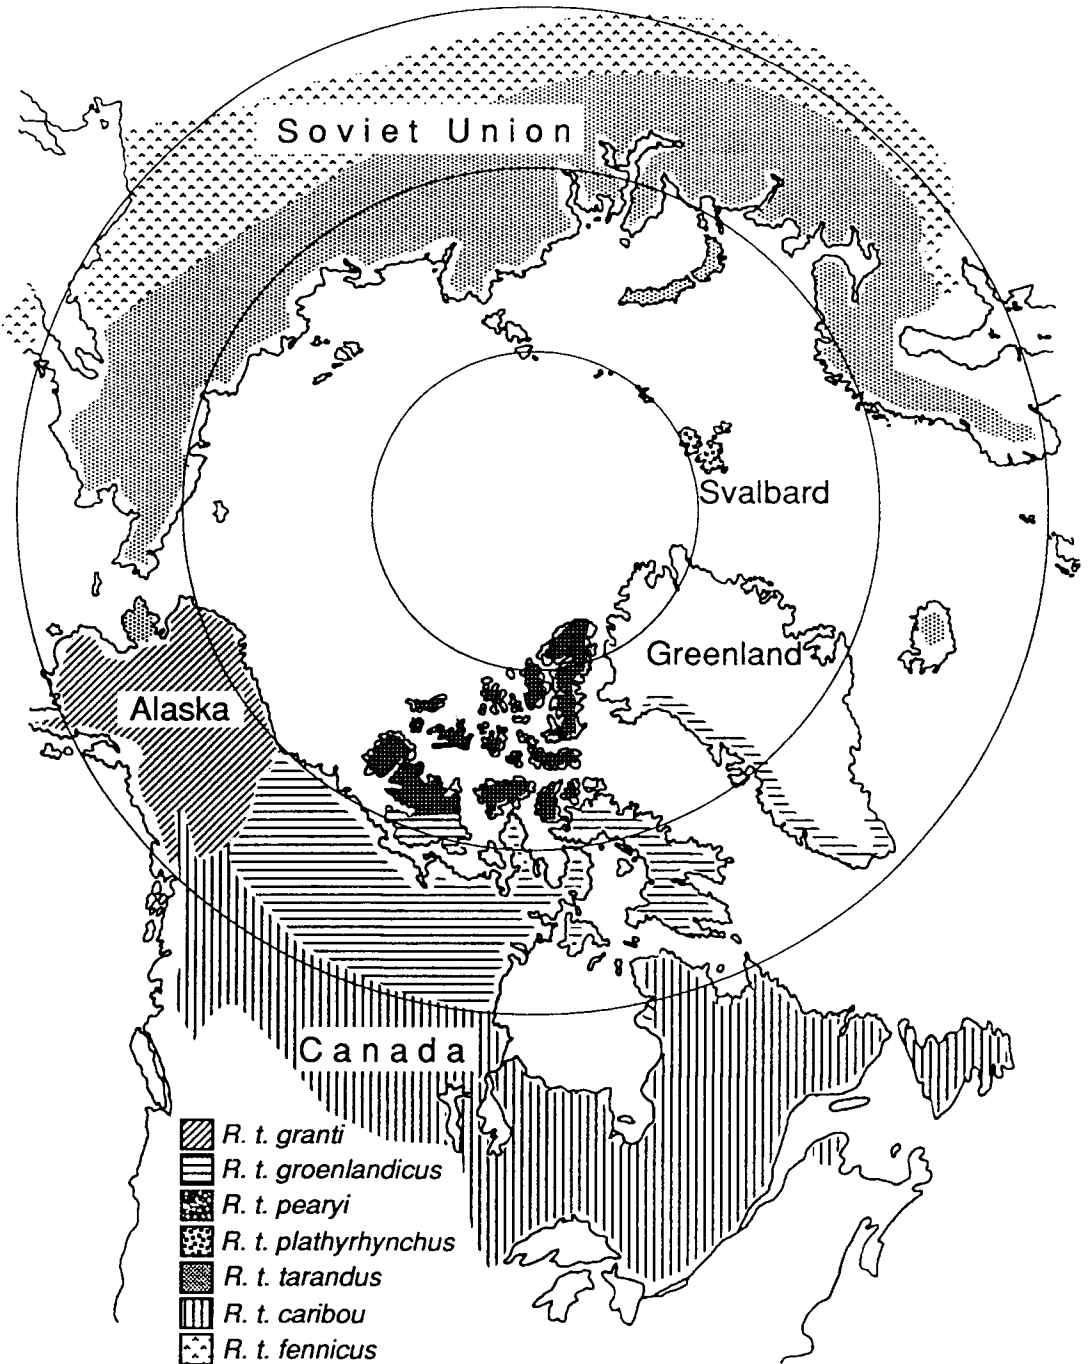 Soviet Union
Svalbard
Greenland
Alaska
Canada
R. t. granti
R. t. groenlandicus
R. t. pearyi
R. t. plathyrhynchus
R. t. tarandus
R. t. caribou
R. t. fennicus